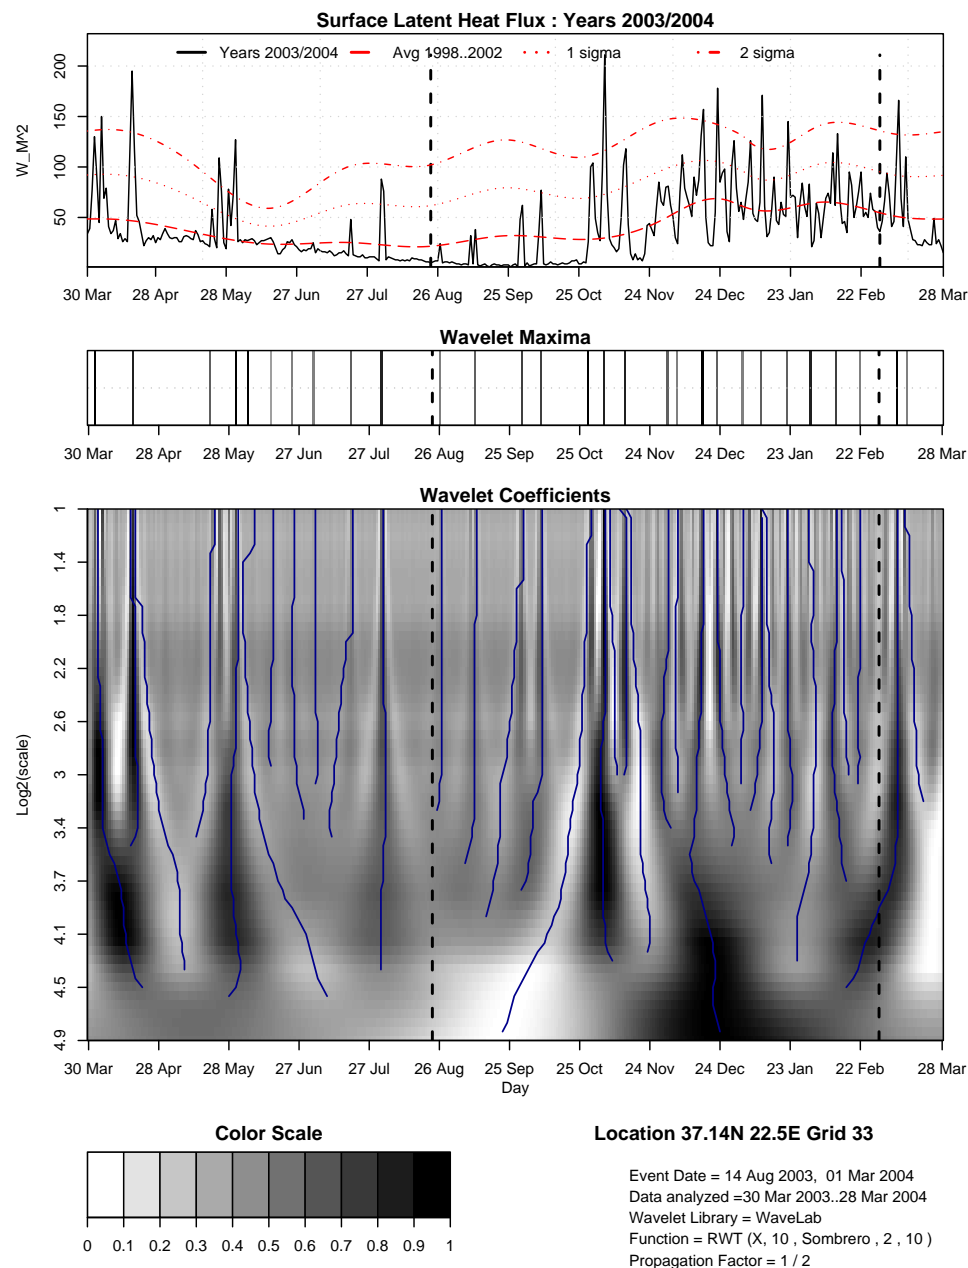 Surface Latent Heat Flux : Years 2003/2004
Years 2003/2004 Avg 1998..2002 1 sigma 2 sigma
W_M^2
200
150
100
50
30 Mar 28 Apr 28 May 27 Jun 27 Jul 26 Aug 25 Sep 25 Oct 24 Nov 24 Dec 23 Jan 22 Feb 28 Mar
Wavelet Maxima
30 Mar 28 Apr 28 May 27 Jun 27 Jul 26 Aug 25 Sep 25 Oct 24 Nov 24 Dec 23 Jan 22 Feb 28 Mar
Wavelet Coefficients
Log2(scale)
1
1.4
1.8
2.2
2.6
3
3.4
3.7
4.1
4.5
4.9
30 Mar 28 Apr 28 May 27 Jun 27 Jul 26 Aug 25 Sep 25 Oct 24 Nov 24 Dec 23 Jan 22 Feb 28 Mar
Day
Color Scale
0 0.1 0.2 0.3 0.4 0.5 0.6 0.7 0.8 0.9 1
Location 37.14N 22.5E Grid 33
Event Date = 14 Aug 2003, 01 Mar 2004
Data analyzed =30 Mar 2003..28 Mar 2004
Wavelet Library = WaveLab
Function = RWT (X, 10 , Sombrero , 2 , 10 )
Propagation Factor = 1 / 2